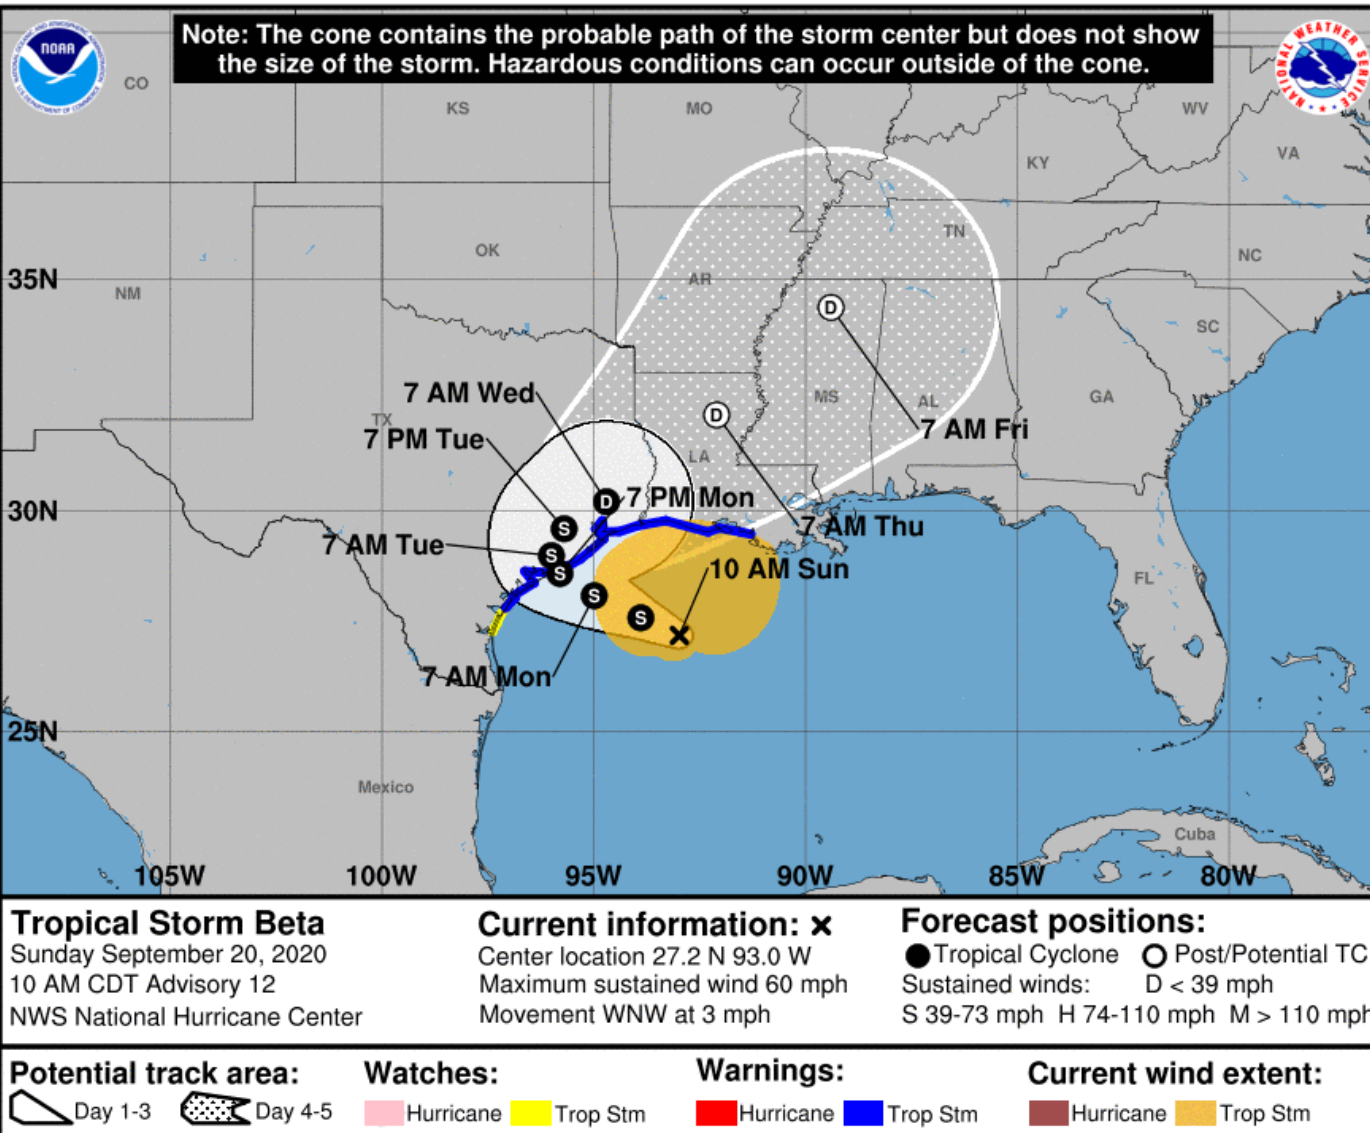 Note: The cone contains the probable path of the storm center but does not show
the size of the storm. Hazardous conditions can occur outside of the cone.
NOAA
NATIONAL WEATHER SERVICE
CO
KS
MO
WV
VA
KY
OK
TN
NC
35N
NM
AR
SC
7 AM Wed
TX
MS
AL
GA
7 PM Tue
7 AM Fri
LA
30N
7 PM Mon
7 AM Thu
7 AM Tue
10 AM Sun
FL
7 AM Mon
D
D
D
S
S
S
S
S
25N
Mexico
Cuba
105W
100W
95W
90W
85W
80W
Tropical Storm Beta
Sunday September 20, 2020
10 AM CDT Advisory 12
NWS National Hurricane Center
Current information: ×
Center location 27.2 N 93.0 W
Maximum sustained wind 60 mph
Movement WNW at 3 mph
Forecast positions:
Tropical Cyclone Post/Potential TC
Sustained winds: D < 39 mph
S 39-73 mph H 74-110 mph M > 110 mph
Potential track area:
Day 1-3 Day 4-5
Watches:
Hurricane Trop Stm
Warnings:
Hurricane Trop Stm
Current wind extent:
Hurricane Trop Stm